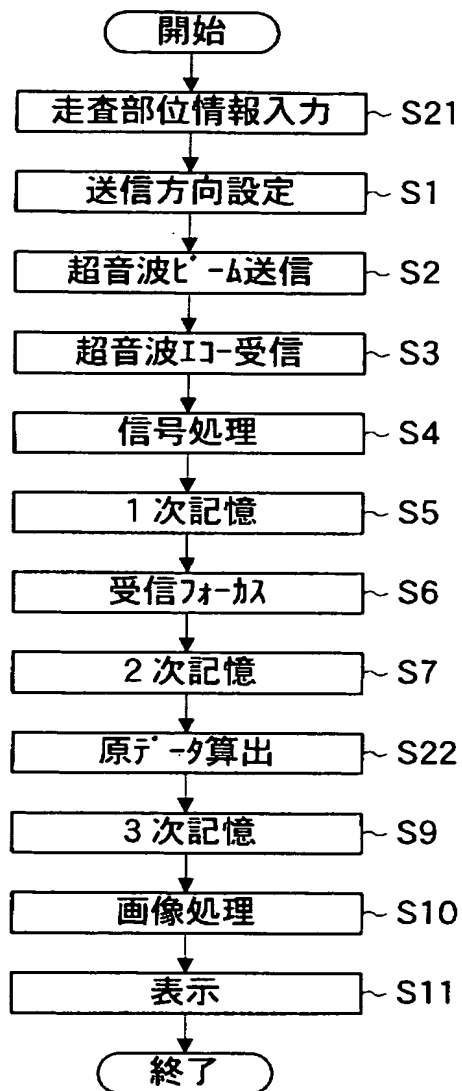 開始
走査部位情報入力 S21
送信方向設定 S1
超音波ﾋﾞｰﾑ送信 S2
超音波ｴｺｰ受信 S3
信号処理 S4
1次記憶 S5
受信ﾌｫｰｶｽ S6
2次記憶 S7
原ﾃﾞｰﾀ算出 S22
3次記憶 S9
画像処理 S10
表示 S11
終了